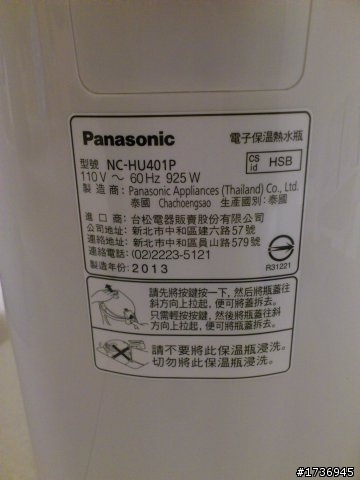 Panasonic 電子保溫熱水瓶
型號 NC-HU401P
CS id HSB
110 V ～ 60 Hz 925 W
製造商：Panasonic Appliances (Thailand) Co., Ltd.
泰國 Chachoengsao 生產國別：泰國
進口商：台松電器販賣股份有限公司
公司地址：新北市中和區建六路57號
連絡地址：新北市中和區員山路579號
連絡電話：(02)2223-5121
製造年份：2013
R31221
請先將按鍵按一下，然後將瓶蓋往
斜方向上拉起，便可將蓋拆去。
只需輕按按鍵，然後將瓶蓋往斜
方向上拉起，便可將瓶蓋拆去。
請不要將此保溫瓶浸洗。
切勿將此保溫瓶浸洗。
#1736945